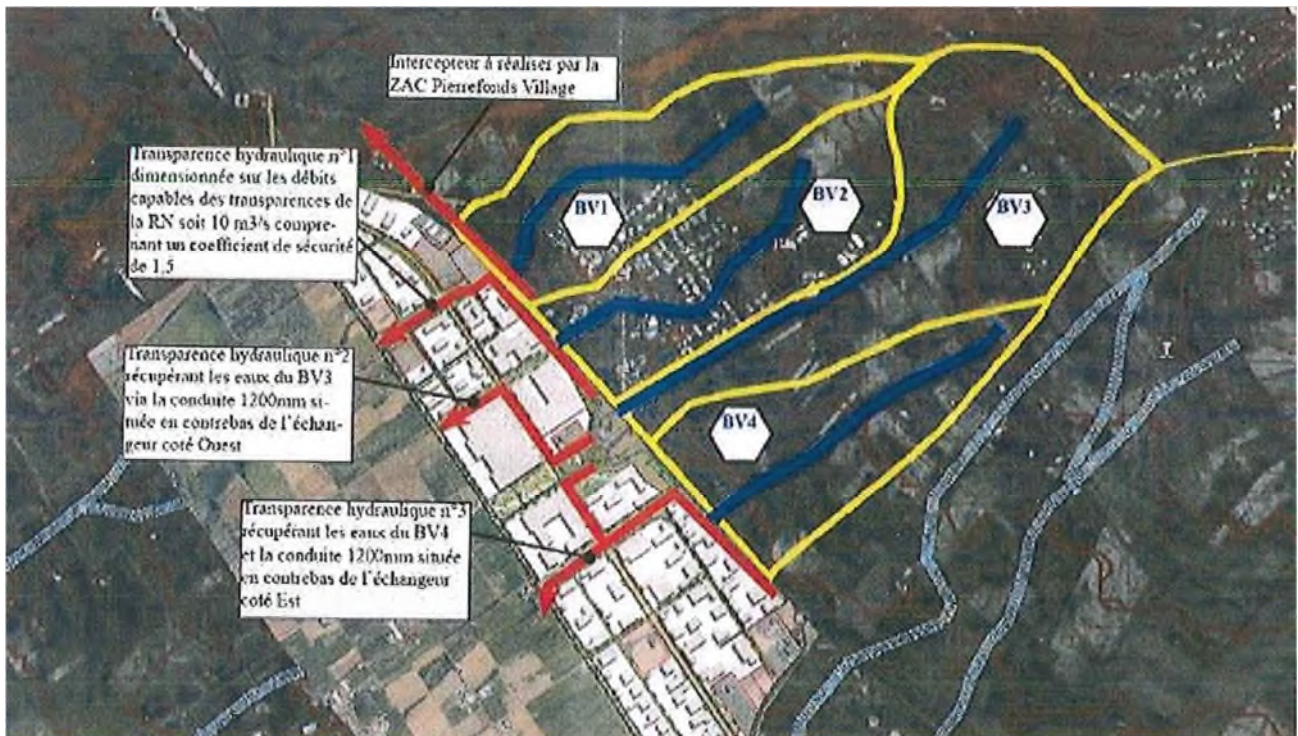 Intercepteur à réaliser par la
ZAC Pierrefonds Village
Transparence hydraulique n°1
dimensionnée sur les débits
capables des transparences de
la RN soit 10 m3/s compre-
nant un coefficient de sécurité
de 1,5
BV1
BV2
BV3
Transparence hydraulique n°2
récupérant les eaux du BV3
via la conduite 1200mm si-
tuée en contrebas de l'échan-
geur coté Ouest
BV4
Transparence hydraulique n°3
récupérant les eaux du BV4
et la conduite 1200mm située
en contrebas de l'échangeur
coté Est